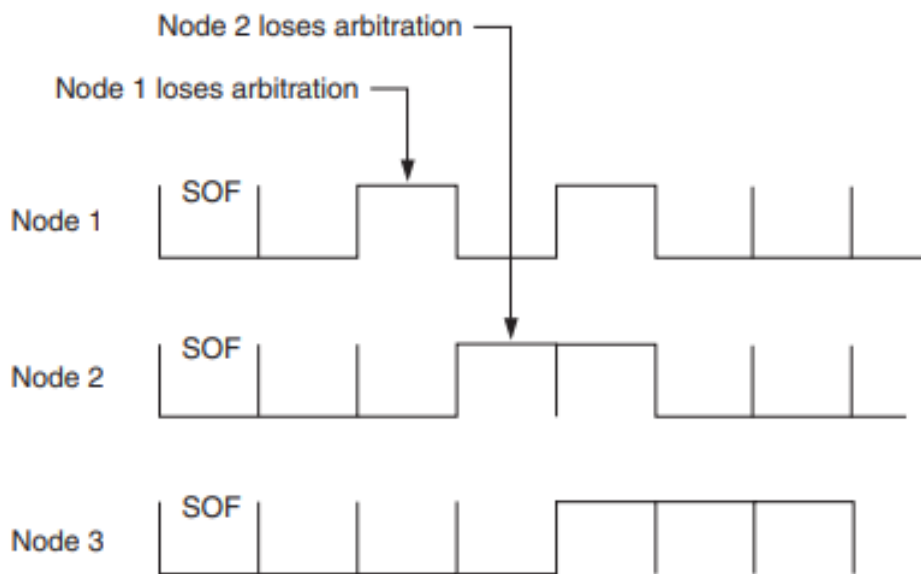 Node 2 loses arbitration
Node 1 loses arbitration
SOF
Node 1
SOF
Node 2
SOF
Node 3